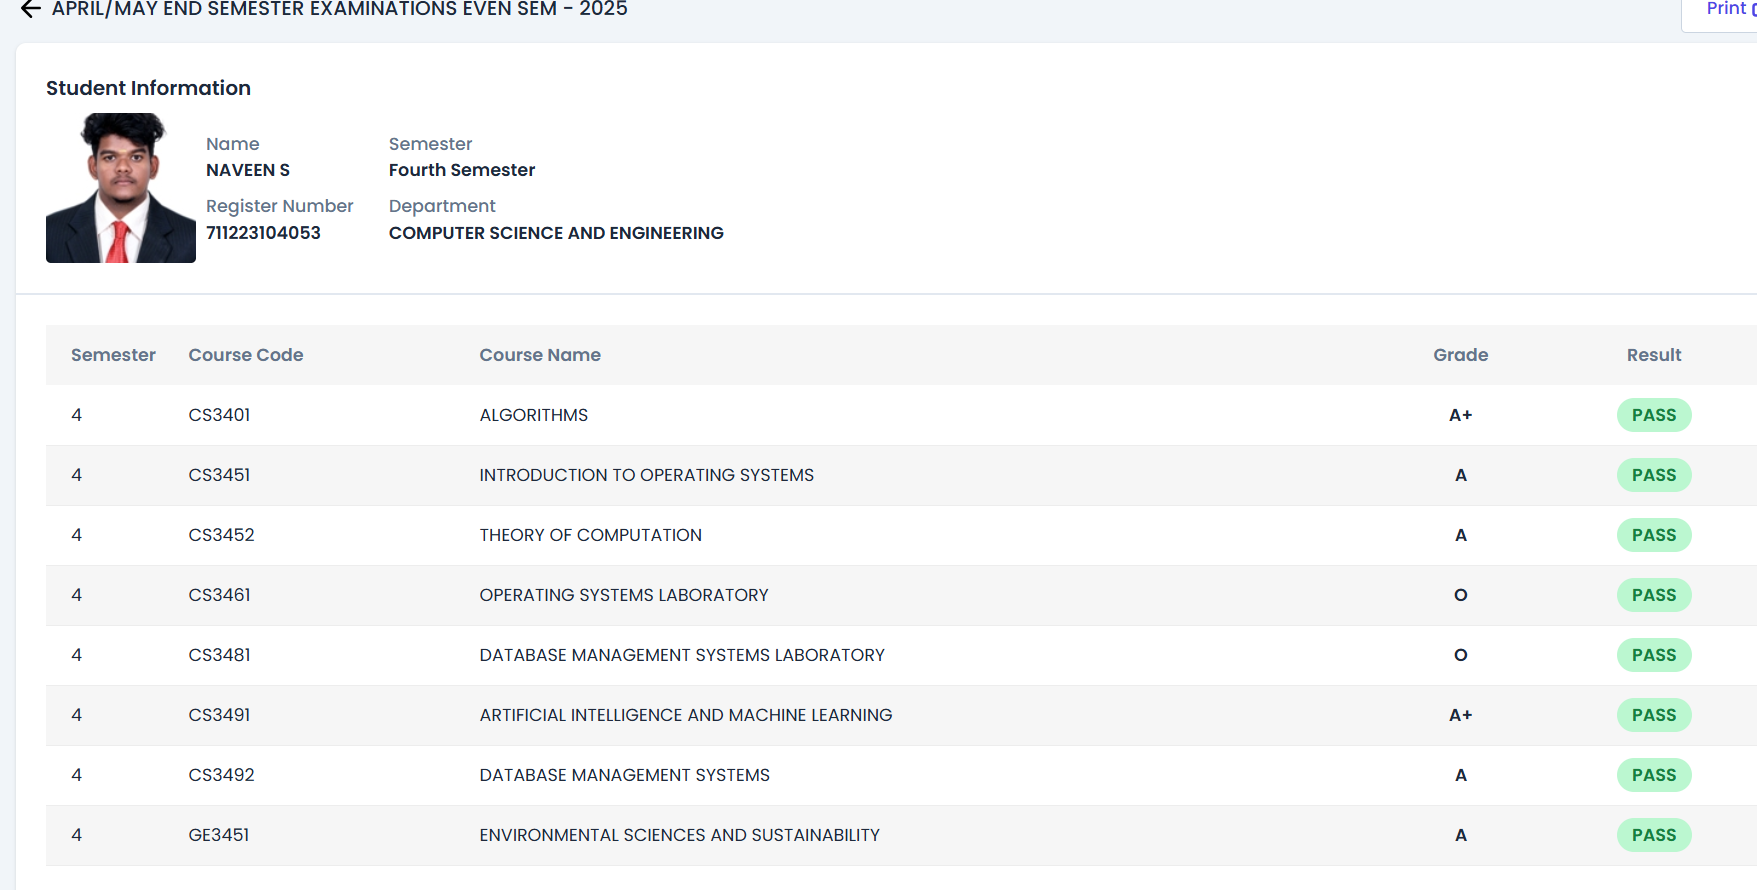 APRIL/MAY END SEMESTER EXAMINATIONS EVEN SEM - 2025
Print
Student Information
Name Semester
NAVEEN S Fourth Semester
Register Number Department
711223104053 COMPUTER SCIENCE AND ENGINEERING
Semester Course Code Course Name Grade Result
4 CS3401 ALGORITHMS A+ PASS
4 CS3451 INTRODUCTION TO OPERATING SYSTEMS A PASS
4 CS3452 THEORY OF COMPUTATION A PASS
4 CS3461 OPERATING SYSTEMS LABORATORY O PASS
4 CS3481 DATABASE MANAGEMENT SYSTEMS LABORATORY O PASS
4 CS3491 ARTIFICIAL INTELLIGENCE AND MACHINE LEARNING A+ PASS
4 CS3492 DATABASE MANAGEMENT SYSTEMS A PASS
4 GE3451 ENVIRONMENTAL SCIENCES AND SUSTAINABILITY A PASS